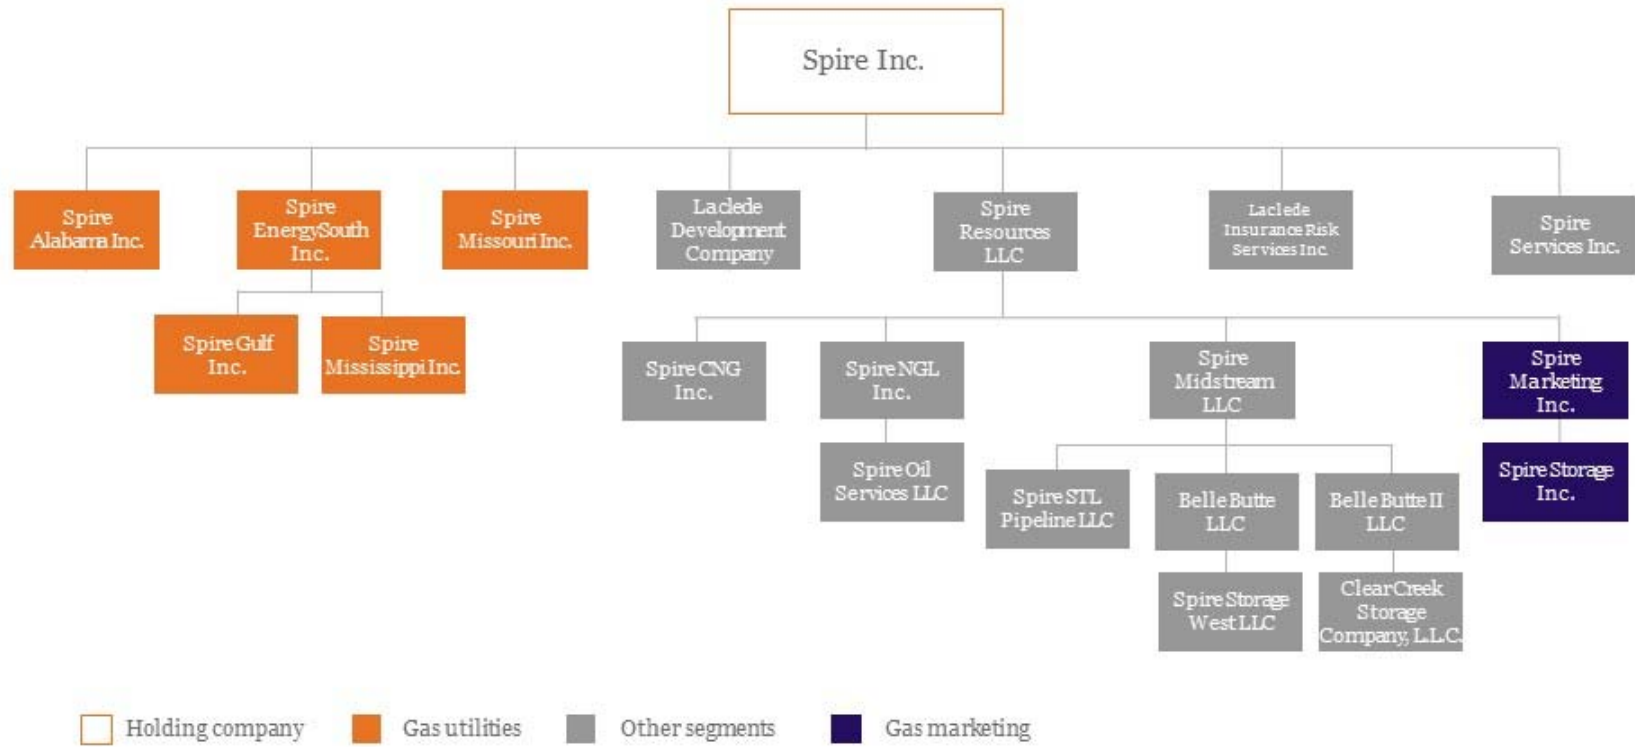 Spire Inc.
Spire
Alabama Inc.
Spire
EnergySouth
Inc.
Spire
Missouri Inc.
Laclede
Development
Company
Spire
Resources
LLC
Laclede
Insurance Risk
Services Inc.
Spire
Services Inc.
Spire Gulf
Inc.
Spire
Mississippi Inc.
Spire CNG
Inc.
Spire NGL
Inc.
Spire
Midstream
LLC
Spire
Marketing
Inc.
Spire Oil
Services LLC
Spire STL
Pipeline LLC
Belle Butte
LLC
Belle Butte II
LLC
Spire Storage
Inc.
Spire Storage
West LLC
Clear Creek
Storage
Company, L.L.C.
Holding company
Gas utilities
Other segments
Gas marketing